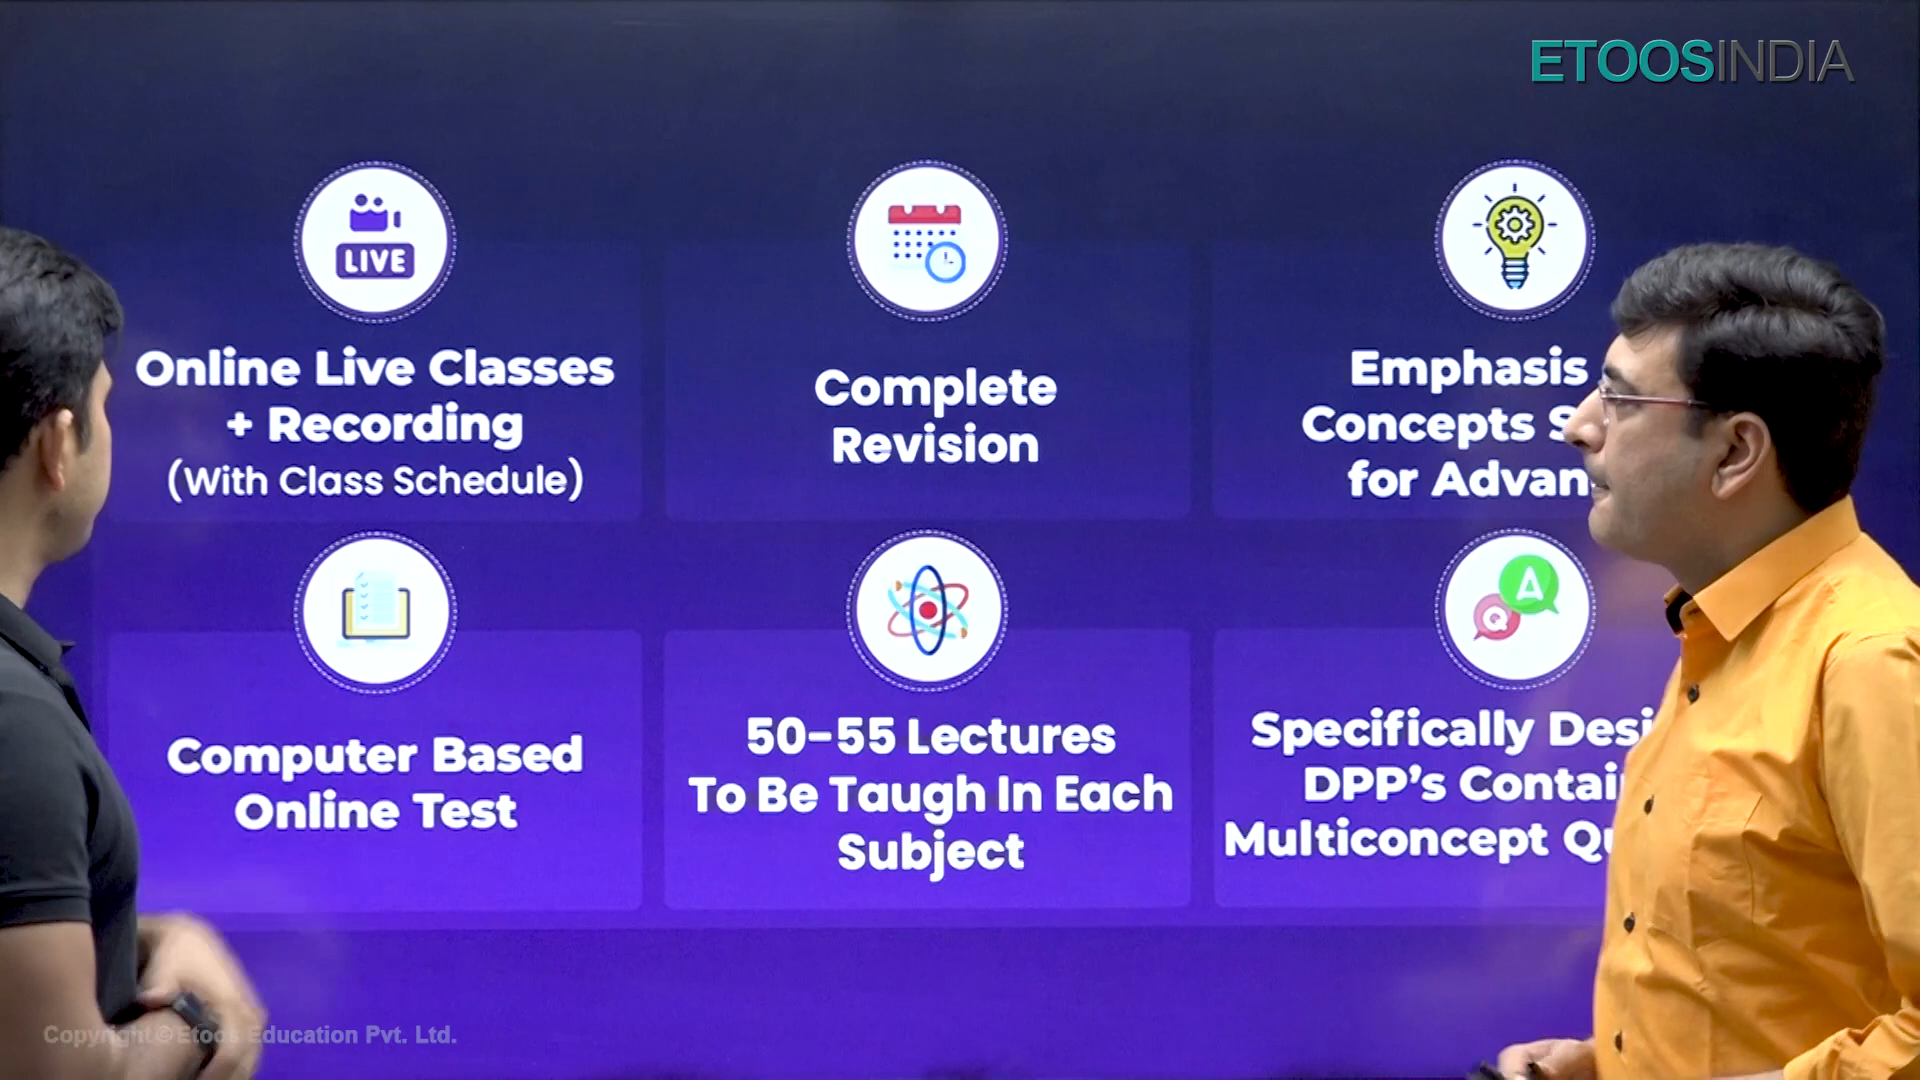 ETOOSINDIA
LIVE
Online Live Classes
+ Recording
(With Class Schedule)
Complete
Revision
Emphasis
Concepts
for
Computer Based
Online Test
50-55 Lectures
To Be Taugh In Each
Subject
A
Q
Specifically
DPP's
Multiconcept
Copyright © Etoos Education Pvt. Ltd.